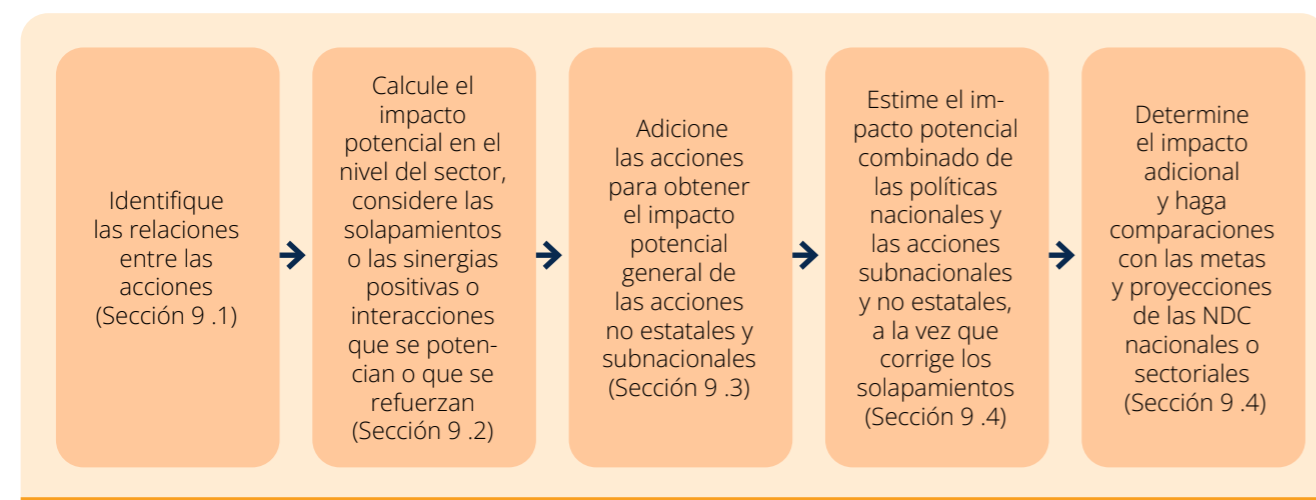 Identifique
las relaciones
entre las
acciones
(Sección 9 .1)
Calcule el
impacto
potencial en el
nivel del sector,
considere las
solapamientos
o las sinergias
positivas o
interacciones
que se poten-
cian o que se
refuerzan
(Sección 9 .2)
Adicione
las acciones
para obtener
el impacto
potencial
general de
las acciones
no estatales y
subnacionales
(Sección 9 .3)
Estime el im-
pacto potencial
combinado de
las políticas
nacionales y
las acciones
subnacionales
y no estatales,
a la vez que
corrige los
solapamientos
(Sección 9 .4)
Determine
el impacto
adicional
y haga
comparaciones
con las metas
y proyecciones
de las NDC
nacionales o
sectoriales
(Sección 9 .4)